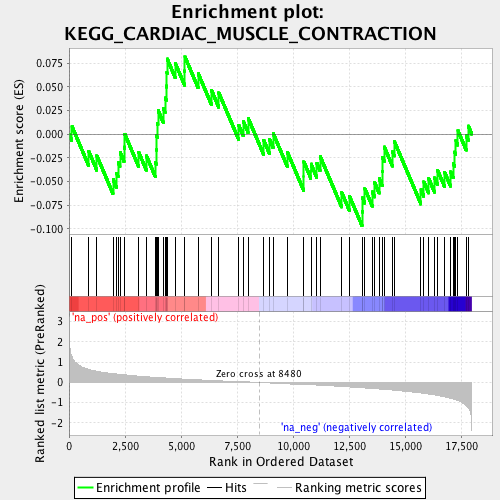 Enrichment plot:
KEGG_CARDIAC_MUSCLE_CONTRACTION
Enrichment score (ES)
0.075
0.050
0.025
0.000
-0.025
-0.050
-0.075
-0.100
'na_pos' (positively correlated)
Ranked list metric (PreRanked)
3
2
1
0
-1
-2
Zero cross at 8480
'na_neg' (negatively correlated)
0
2,500
5,000
7,500
10,000
12,500
15,000
17,500
Rank in Ordered Dataset
Enrichment profile
Hits
Ranking metric scores